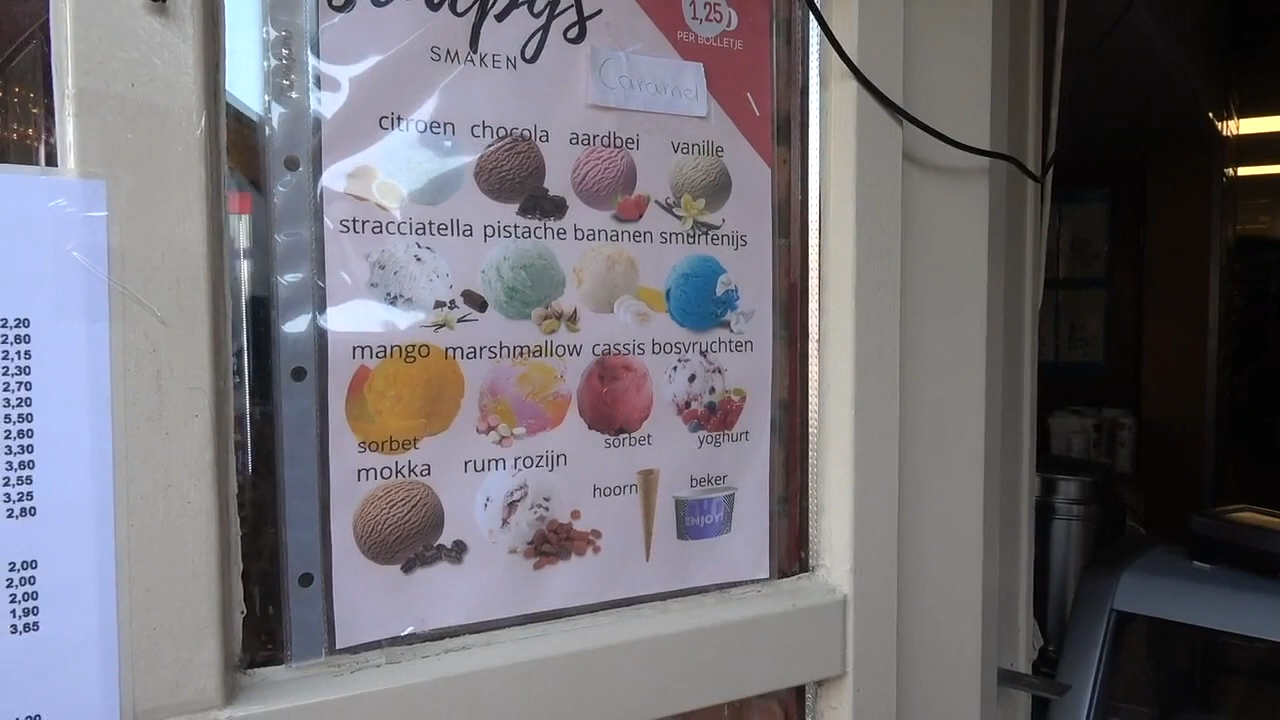 1,25
PER BOLLETJE
SMAKEN
Caramel
citroen chocola aardbei vanille
stracciatella pistache bananen smurfenijs
mango marshmallow cassis bosvruchten
sorbet sorbet yoghurt
mokka rum rozijn hoorn beker
ENJOY!
2,20
2,60
2,15
2,30
2,70
3,20
5,50
2,60
3,30
3,60
2,55
3,25
2,80
2,00
2,00
2,00
1,90
3,65